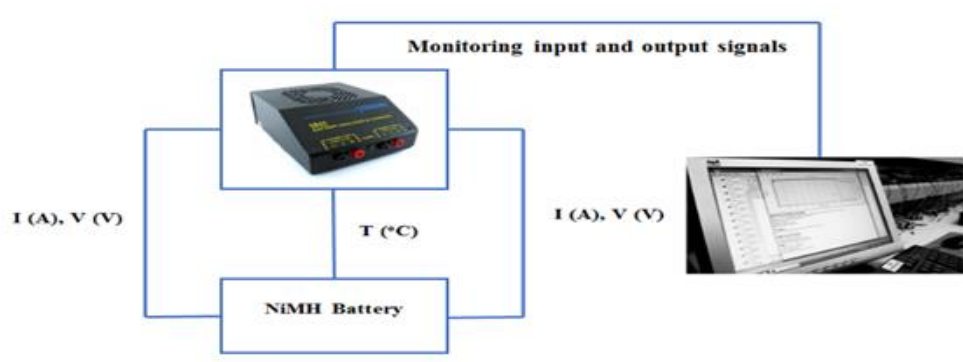 Monitoring input and output signals
I (A), V (V)
T (°C)
I (A), V (V)
NiMH Battery